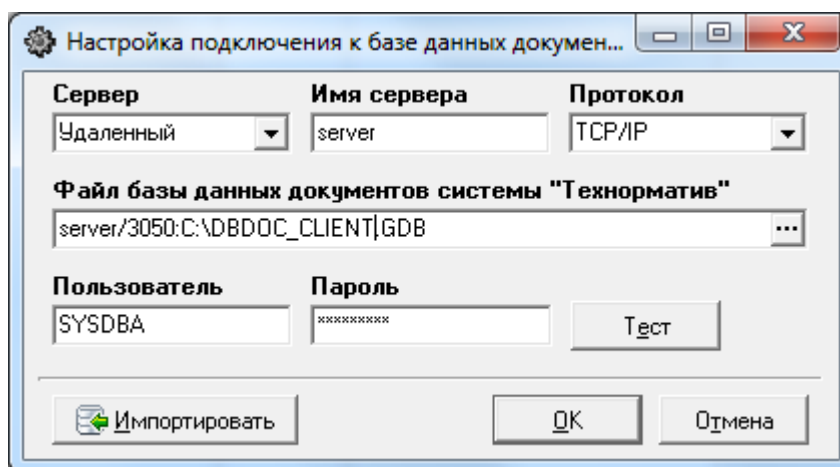 Настройка подключения к базе данных докумен...
Сервер Имя сервера Протокол
Удаленный server TCP/IP
Файл базы данных документов системы "Технорматив"
server/3050:C:\DBDOC_CLIENT.GDB ...
Пользователь Пароль
SYSDBA ********* Тест
Импортировать OK Отмена